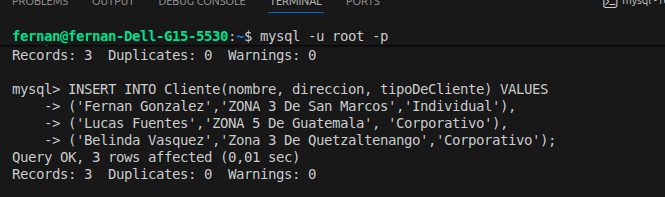 PROBLEMS OUTPUT DEBUG CONSOLE TERMINAL PORTS
fernan@fernan-Dell-G15-5530:~$ mysql -u root -p
Records: 3 Duplicates: 0 Warnings: 0
mysql> INSERT INTO Cliente(nombre, direccion, tipoDeCliente) VALUES
-> ('Fernan Gonzalez','ZONA 3 De San Marcos','Individual'),
-> ('Lucas Fuentes','ZONA 5 De Guatemala', 'Corporativo'),
-> ('Belinda Vasquez','Zona 3 De Quetzaltenango','Corporativo');
Query OK, 3 rows affected (0,01 sec)
Records: 3 Duplicates: 0 Warnings: 0